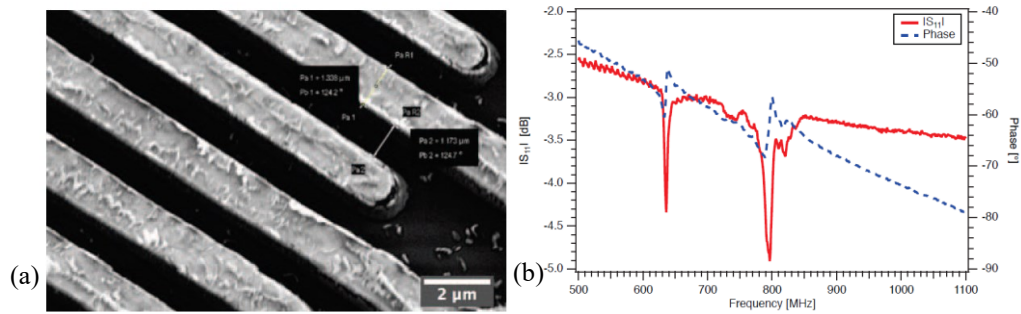 (a)
Pa 1 = 1.338 µm
Pb 1 = 124.2 °
Pa R1
Pa 1
Pa R2
Pa 2 = 1.173 µm
Pb 2 = 124.7 °
2 µm
(b)
|S₁₁|
Phase
|S₁₁| [dB]
-2.0
-2.5
-3.0
-3.5
-4.0
-4.5
-5.0
500 600 700 800 900 1000 1100
Frequency [MHz]
-40
-50
-60
-70
-80
-90
Phase [°]